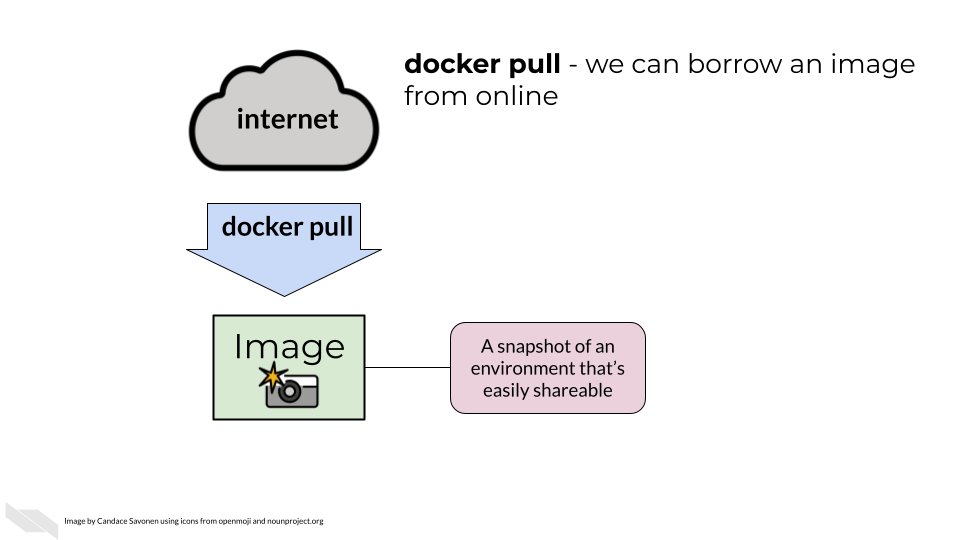 docker pull - we can borrow an image
from online
internet
docker pull
Image
A snapshot of an
environment that's
easily shareable
Image by Candace Savonen using icons from openmoji and nounproject.org